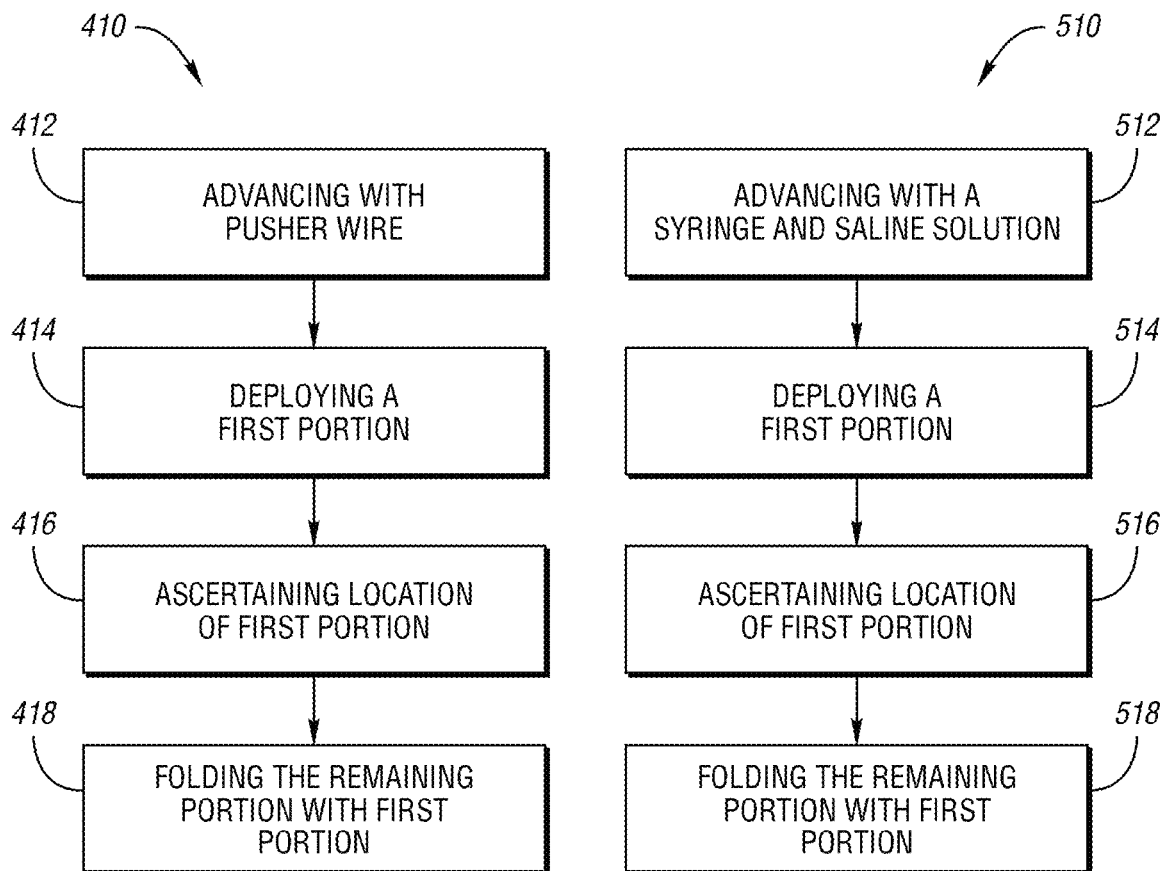 410
412
ADVANCING WITH
PUSHER WIRE
414
DEPLOYING A
FIRST PORTION
416
ASCERTAINING LOCATION
OF FIRST PORTION
418
FOLDING THE REMAINING
PORTION WITH FIRST
PORTION
510
512
ADVANCING WITH A
SYRINGE AND SALINE SOLUTION
514
DEPLOYING A
FIRST PORTION
516
ASCERTAINING LOCATION
OF FIRST PORTION
518
FOLDING THE REMAINING
PORTION WITH FIRST
PORTION